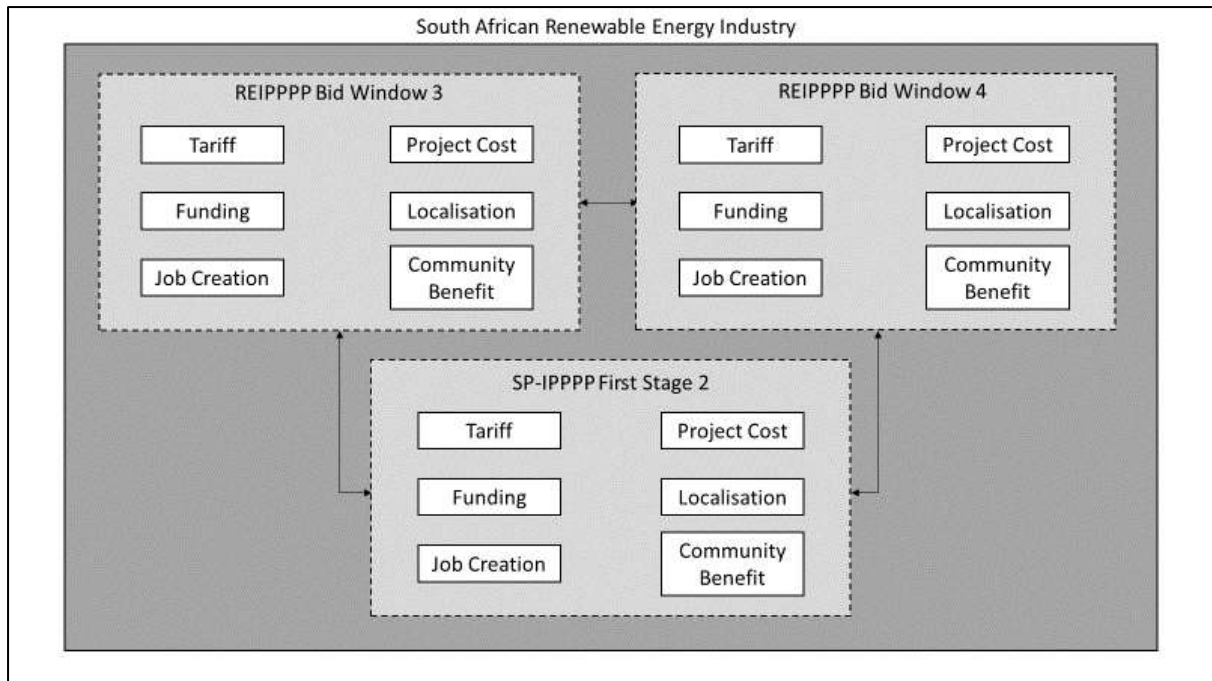 South African Renewable Energy Industry
REIPPPP Bid Window 3
Tariff
Project Cost
Funding
Localisation
Job Creation
Community
Benefit
REIPPPP Bid Window 4
Tariff
Project Cost
Funding
Localisation
Job Creation
Community
Benefit
SP-IPPPP First Stage 2
Tariff
Project Cost
Funding
Localisation
Job Creation
Community
Benefit